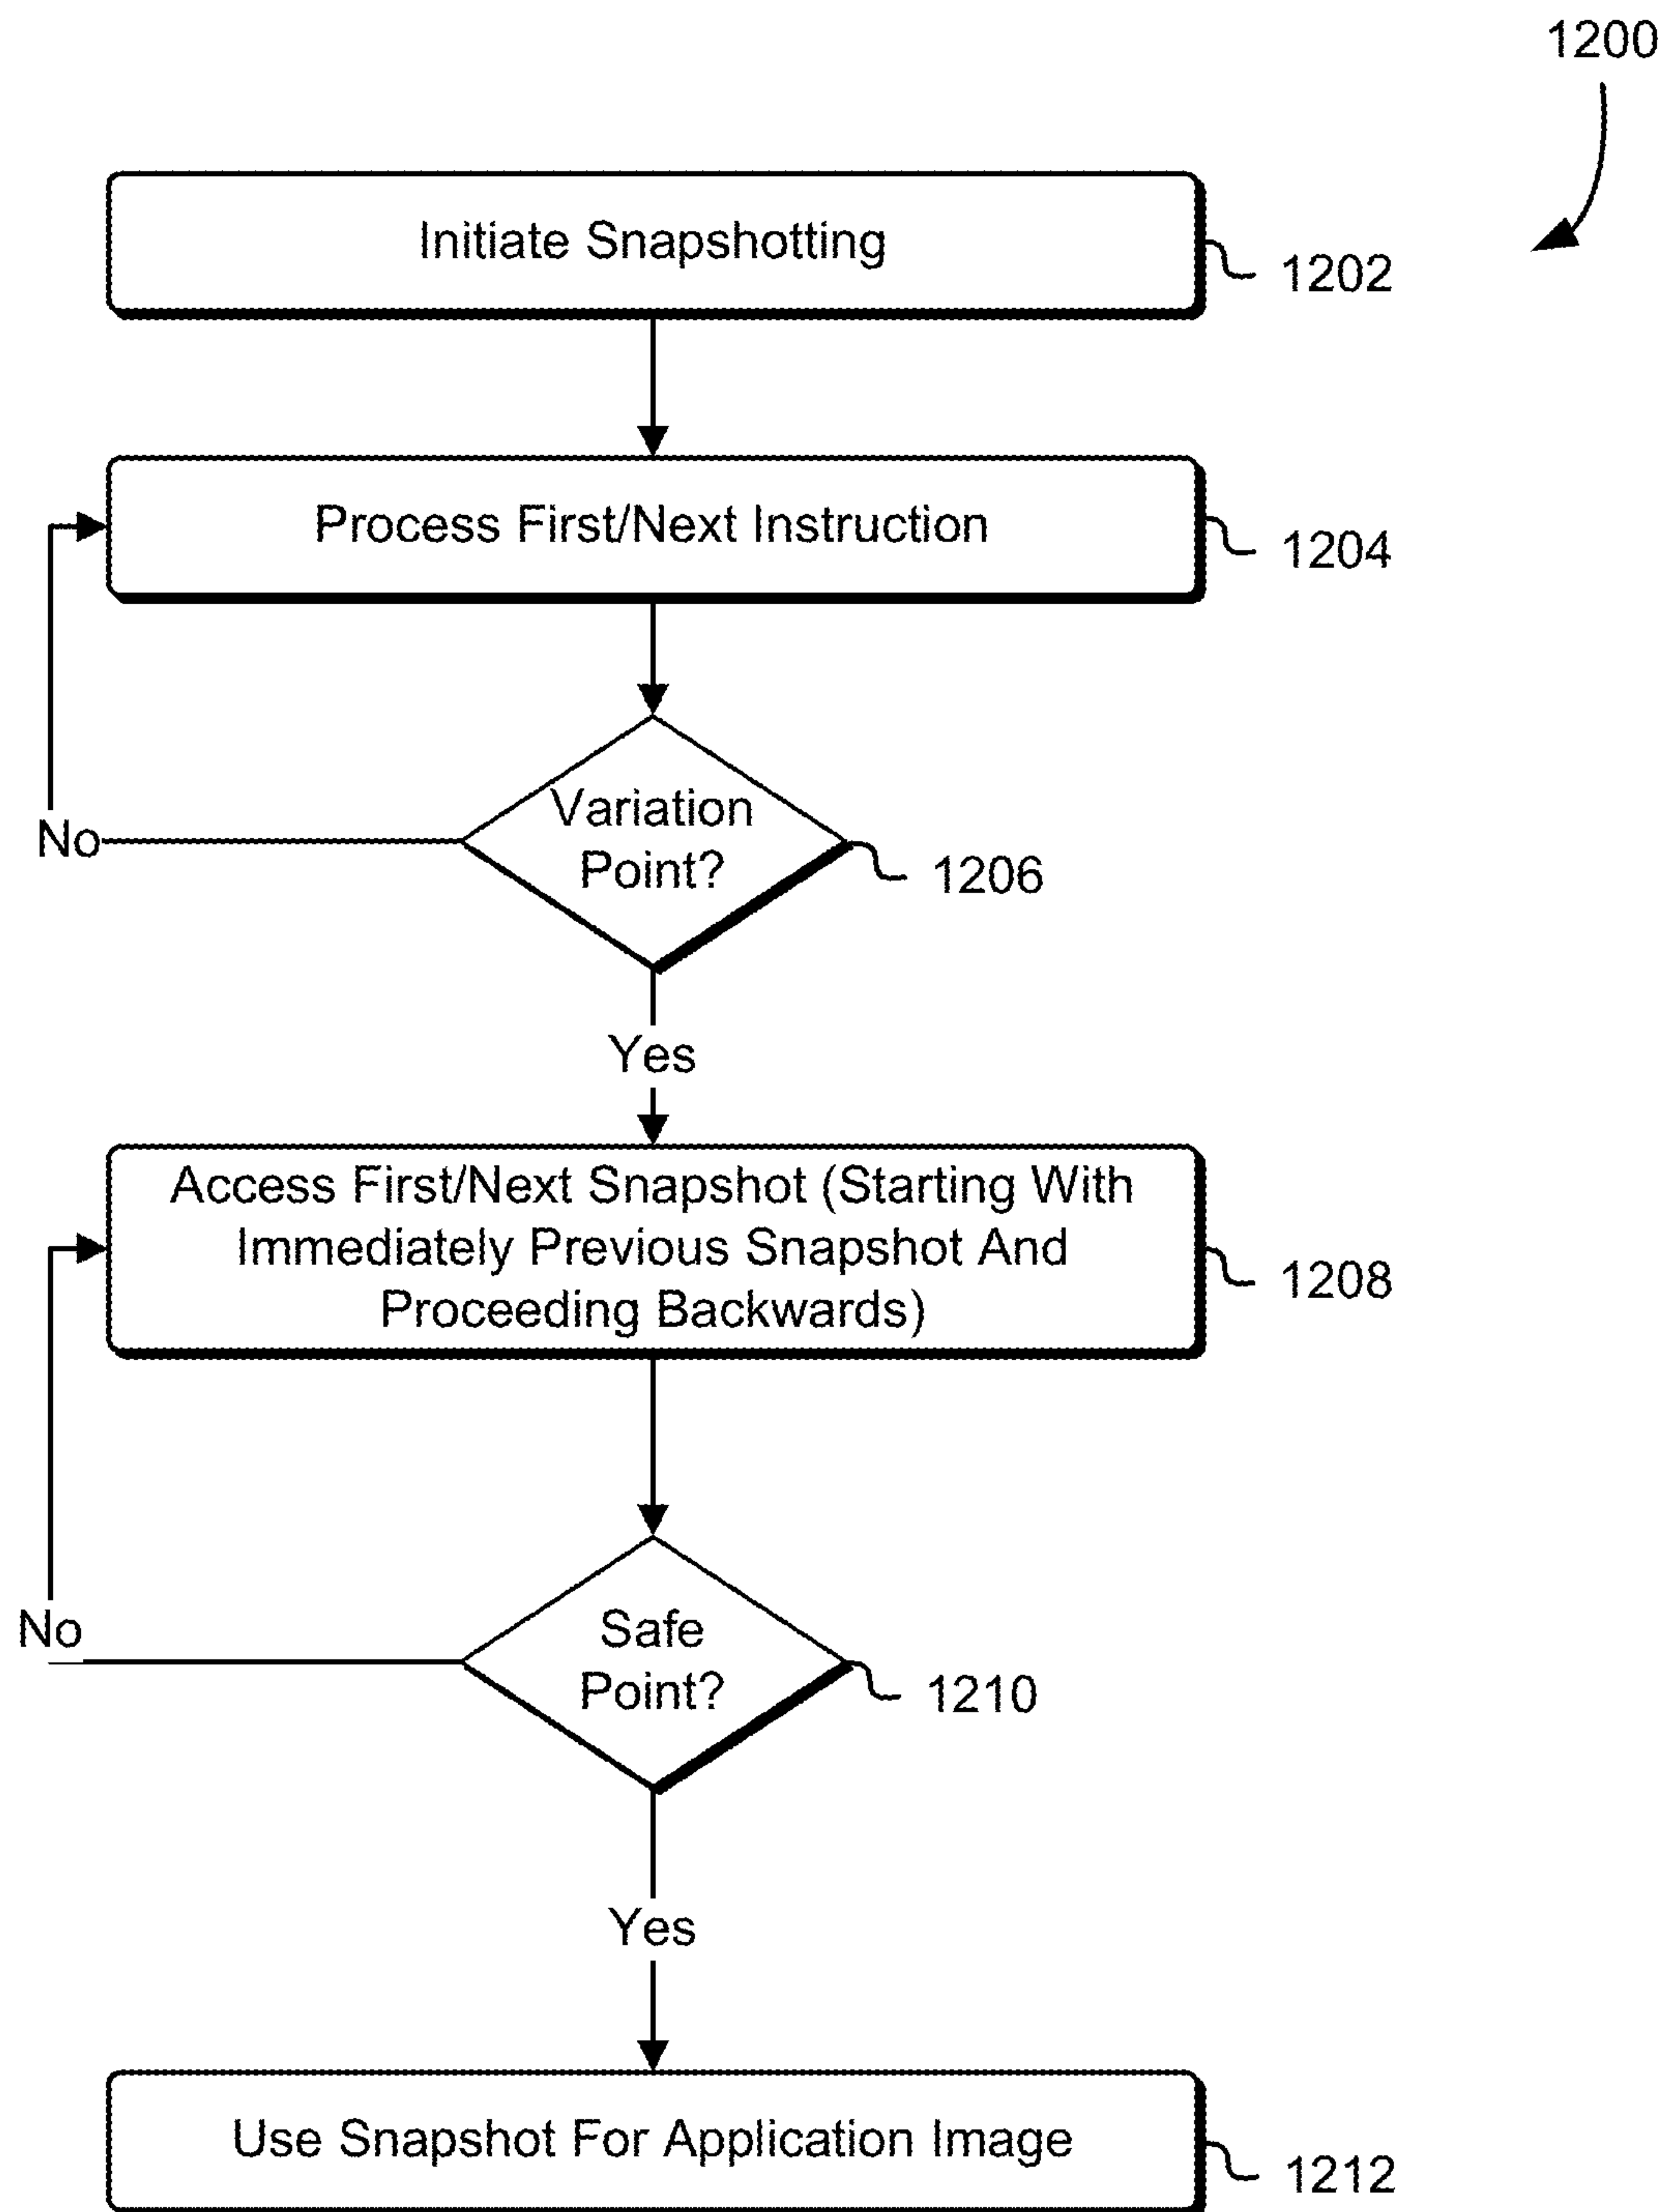 1200
Initiate Snapshotting
1202
Process First/Next Instruction
1204
Variation
Point?
No
1206
Yes
Access First/Next Snapshot (Starting With
Immediately Previous Snapshot And
Proceeding Backwards)
1208
Safe
Point?
No
1210
Yes
Use Snapshot For Application Image
1212